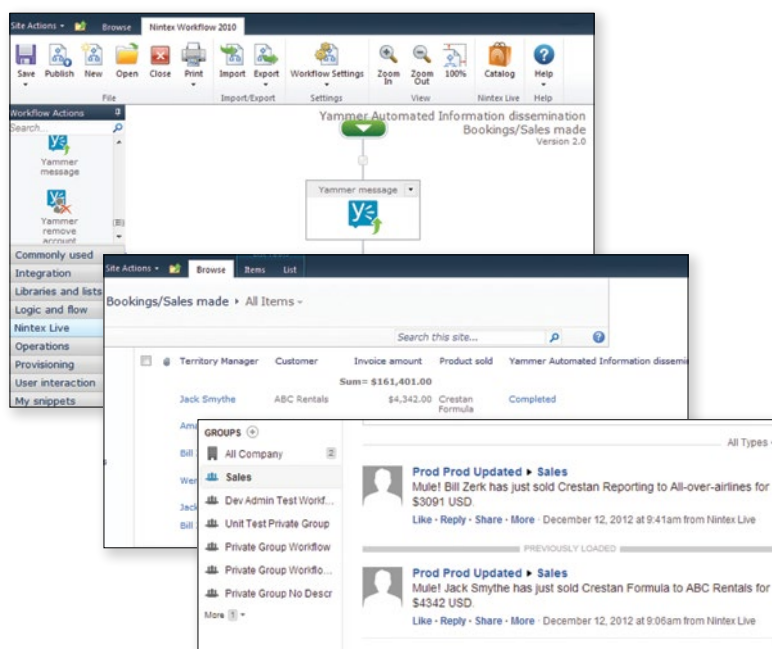 Site Actions
Browse
Nintex Workflow 2010
Save
Publish
New
Open
Close
Print
Import
Export
Workflow Settings
Zoom In
Zoom Out
100%
Catalog
Help
File
Import/Export
Settings
View
Nintex Live
Help
Workflow Actions
Search...
Yammer
message
Yammer
remove
account
Commonly used
Integration
Libraries and lists
Logic and flow
Nintex Live
Operations
Provisioning
User interaction
My snippets
Yammer Automated Information dissemination
Bookings/Sales made
Version 2.0
Yammer message
Site Actions
Browse
Items
List
Bookings/Sales made
All Items
Search this site...
Territory Manager
Customer
Invoice amount
Product sold
Yammer Automated Information
Sum= $161,401.00
Jack Smythe
ABC Rentals
$4,342.00
Crestan
Formula
Completed
Bill
Jack
Bill
GROUPS
All Company
2
Sales
Dev Admin Test Workf...
Unit Test Private Group
Private Group Workflow
Private Group Workflo...
Private Group No Descr
More 1
All Types
Prod Prod Updated ▸ Sales
Mule! Bill Zerk has just sold Crestan Reporting to All-over-airlines for
$3091 USD.
Like · Reply · Share · More · December 12, 2012 at 9:41am from Nintex Live
PREVIOUSLY LOADED
Prod Prod Updated ▸ Sales
Mule! Jack Smythe has just sold Crestan Formula to ABC Rentals for
$4342 USD.
Like · Reply · Share · More · December 12, 2012 at 9:06am from Nintex Live